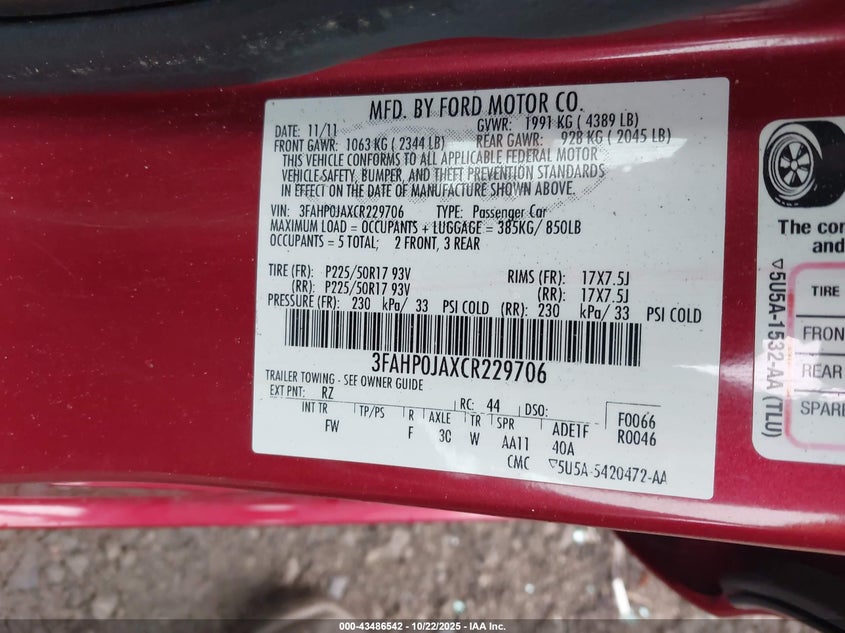 MFD. BY FORD MOTOR CO.
DATE: 11/11 GVWR: 1991 KG ( 4389 LB)
FRONT GAWR: 1063 KG ( 2344 LB) REAR GAWR: 928 KG ( 2045 LB)
THIS VEHICLE CONFORMS TO ALL APPLICABLE FEDERAL MOTOR
VEHICLE SAFETY, BUMPER, AND THEFT PREVENTION STANDARDS
IN EFFECT ON THE DATE OF MANUFACTURE SHOWN ABOVE.
VIN: 3FAHP0JAXCR229706 TYPE: Passenger Car
MAXIMUM LOAD = OCCUPANTS + LUGGAGE = 385KG/ 850LB
OCCUPANTS = 5 TOTAL; 2 FRONT, 3 REAR
TIRE (FR): P225/50R17 93V RIMS (FR): 17X7.5J
(RR): P225/50R17 93V (RR): 17X7.5J
PRESSURE (FR): 230 kPa/ 33 PSI COLD (RR): 230 kPa/ 33 PSI COLD
3FAHP0JAXCR229706
TRAILER TOWING - SEE OWNER GUIDE
EXT PNT: RZ RC: 44 DSO:
INT TR TP/PS R AXLE TR SPR ADE1F F0066
FW F 3C W AA11 40A R0046
CMC 5U5A-5420472-AA
5U5A-1532-AA (TLU)
The com
and
TIRE
FRON
REAR
SPARE
000-43486542 - 10/22/2025 - IAA Inc.